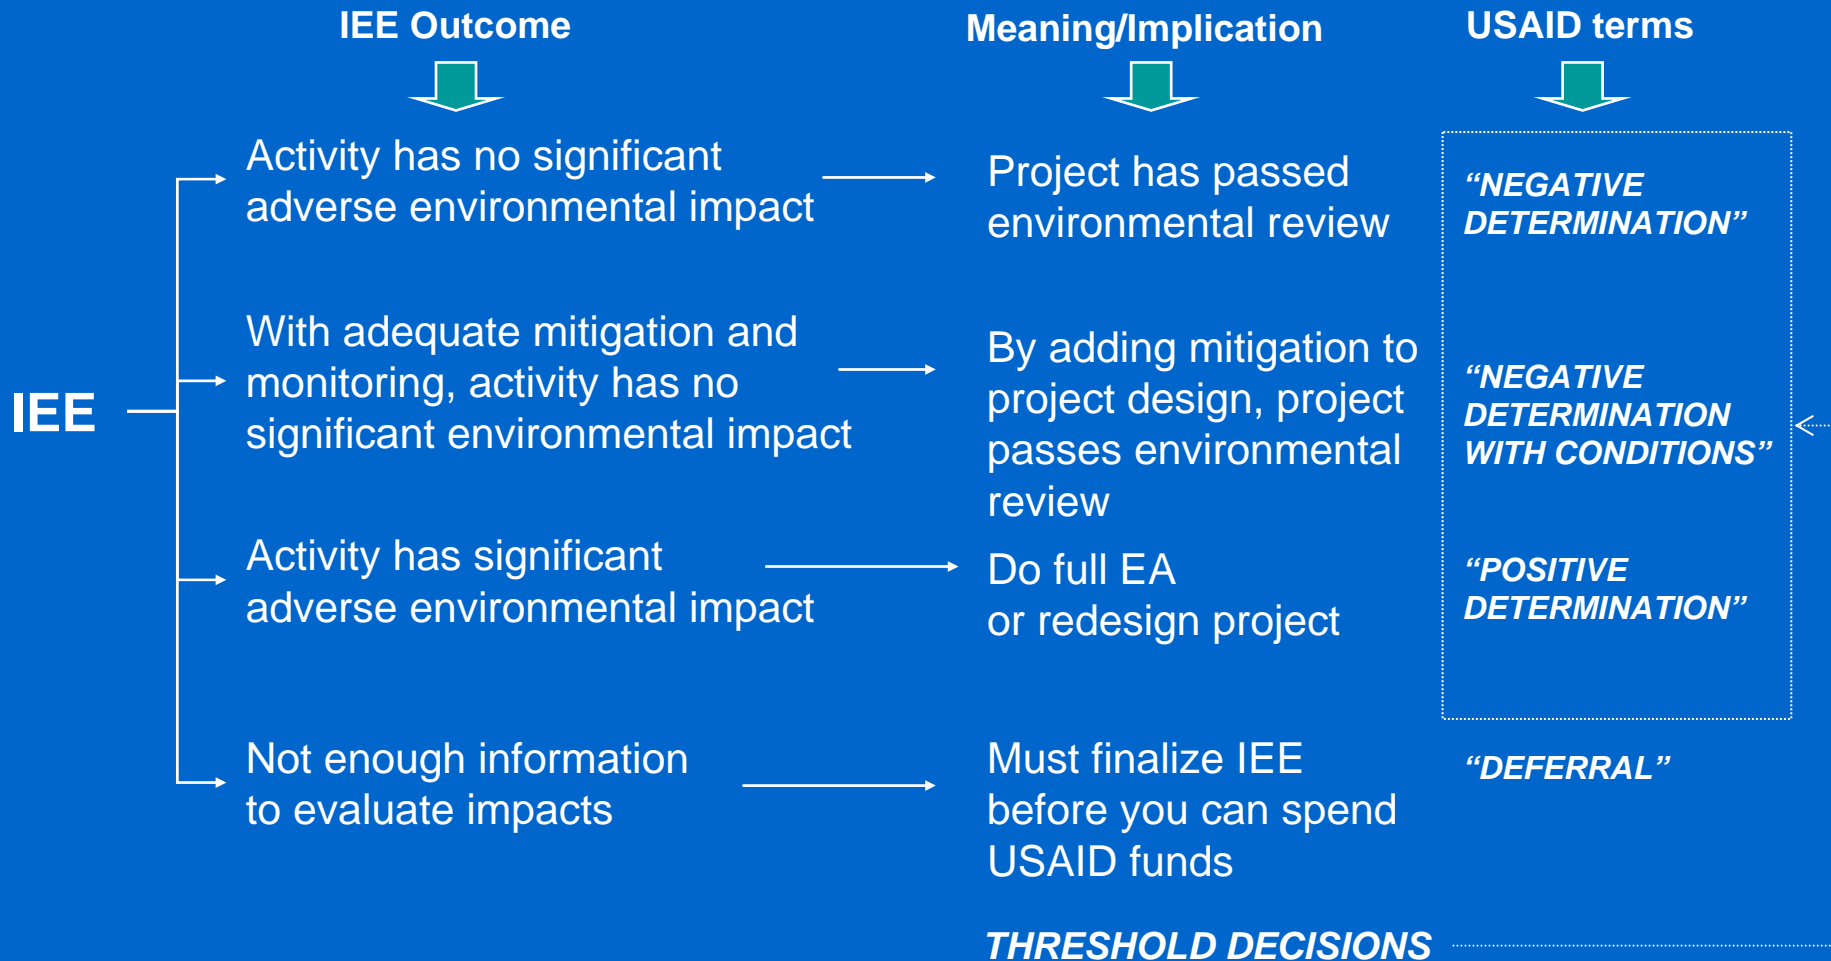 IEE Outcome
Meaning/Implication
USAID terms
IEE
Activity has no significant
adverse environmental impact
Project has passed
environmental review
“NEGATIVE
DETERMINATION”
With adequate mitigation and
monitoring, activity has no
significant environmental impact
By adding mitigation to
project design, project
passes environmental
review
“NEGATIVE
DETERMINATION
WITH CONDITIONS”
Activity has significant
adverse environmental impact
Do full EA
or redesign project
“POSITIVE
DETERMINATION”
Not enough information
to evaluate impacts
Must finalize IEE
before you can spend
USAID funds
“DEFERRAL”
THRESHOLD DECISIONS